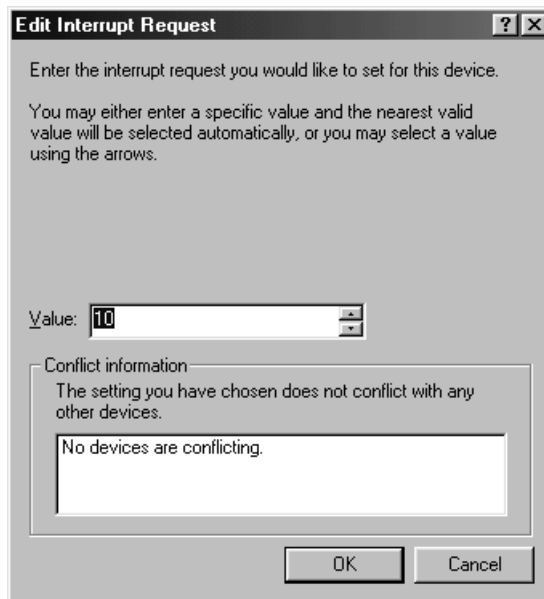 Edit Interrupt Request
Enter the interrupt request you would like to set for this device.
You may either enter a specific value and the nearest valid
value will be selected automatically, or you may select a value
using the arrows.
Value: 10
Conflict information
The setting you have chosen does not conflict with any
other devices.
No devices are conflicting.
OK Cancel